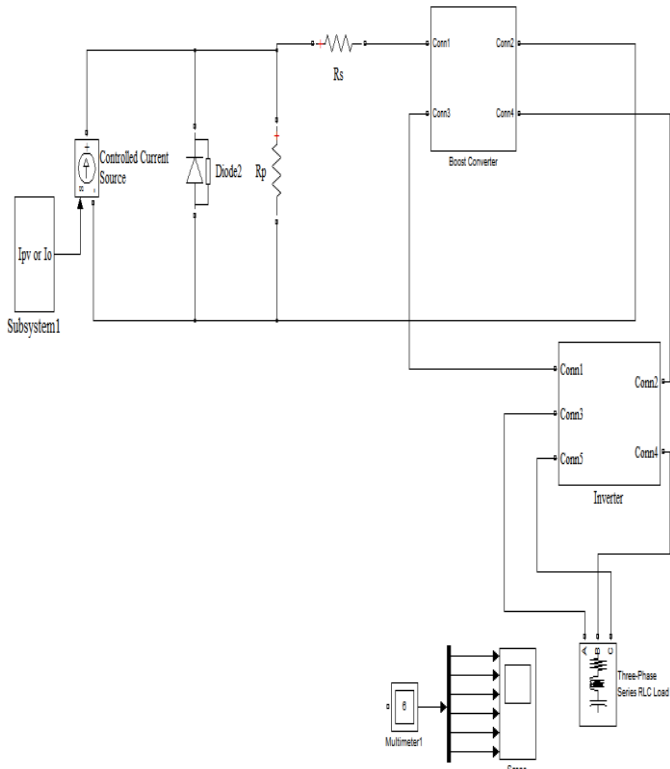 Conn1
Conn2
Rs
Conn3
Conn4
Boost Converter
Controlled Current
Source
Diode2
Rp
Ipv or Io
Subsystem1
Conn1
Conn2
Conn3
Conn4
Conn5
Inverter
A
B
C
Three-Phase
Series RLC Load
6
Multimeter1